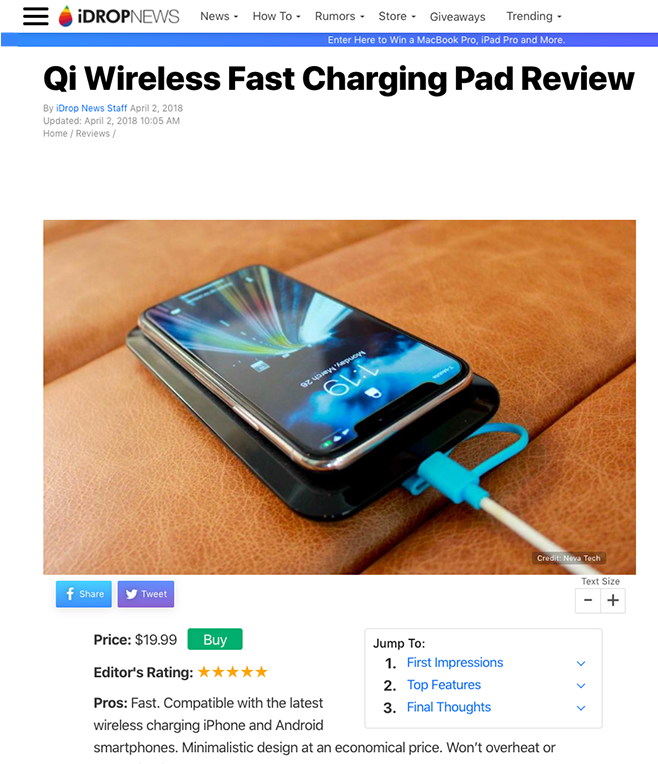 iDROPNEWS News How To Rumors Store Giveaways Trending
Enter Here to Win a MacBook Pro, iPad Pro and More.
Qi Wireless Fast Charging Pad Review
By iDrop News Staff April 2, 2018
Updated: April 2, 2018 10:05 AM
Home / Reviews /
1:19
Monday, March 26
Credit: Neva Tech
Share Tweet
Text Size
- +
Price: $19.99 Buy
Editor's Rating: ★★★★★
Jump To:
1. First Impressions
2. Top Features
3. Final Thoughts
Pros: Fast. Compatible with the latest
wireless charging iPhone and Android
smartphones. Minimalistic design at an economical price. Won’t overheat or